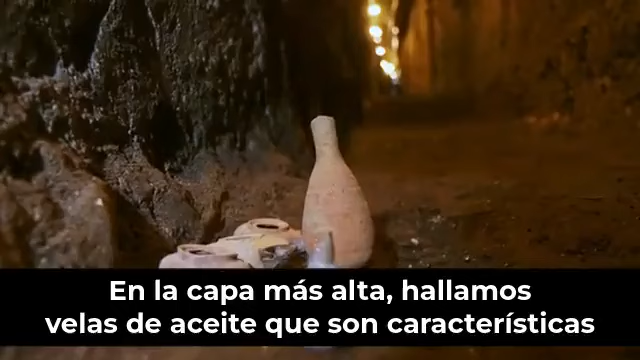 En la capa más alta, hallamos
velas de aceite que son características